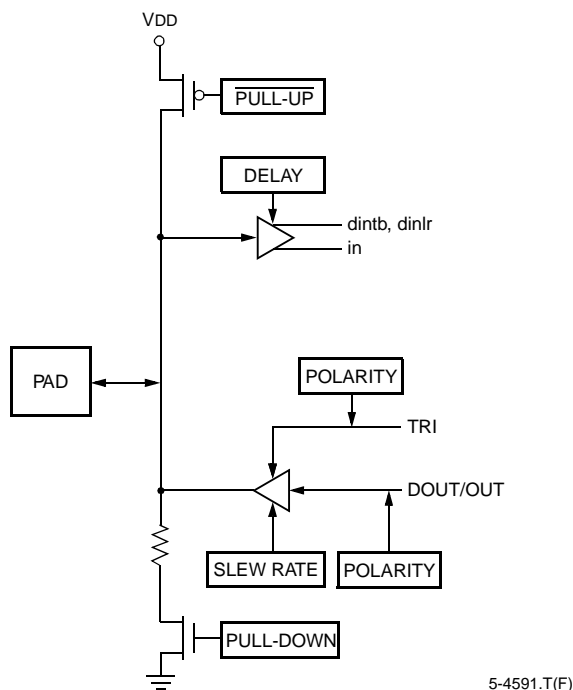 VDD
PULL-UP
DELAY
dintb, dinlr
in
PAD
POLARITY
TRI
DOUT/OUT
SLEW RATE
POLARITY
PULL-DOWN
5-4591.T(F)